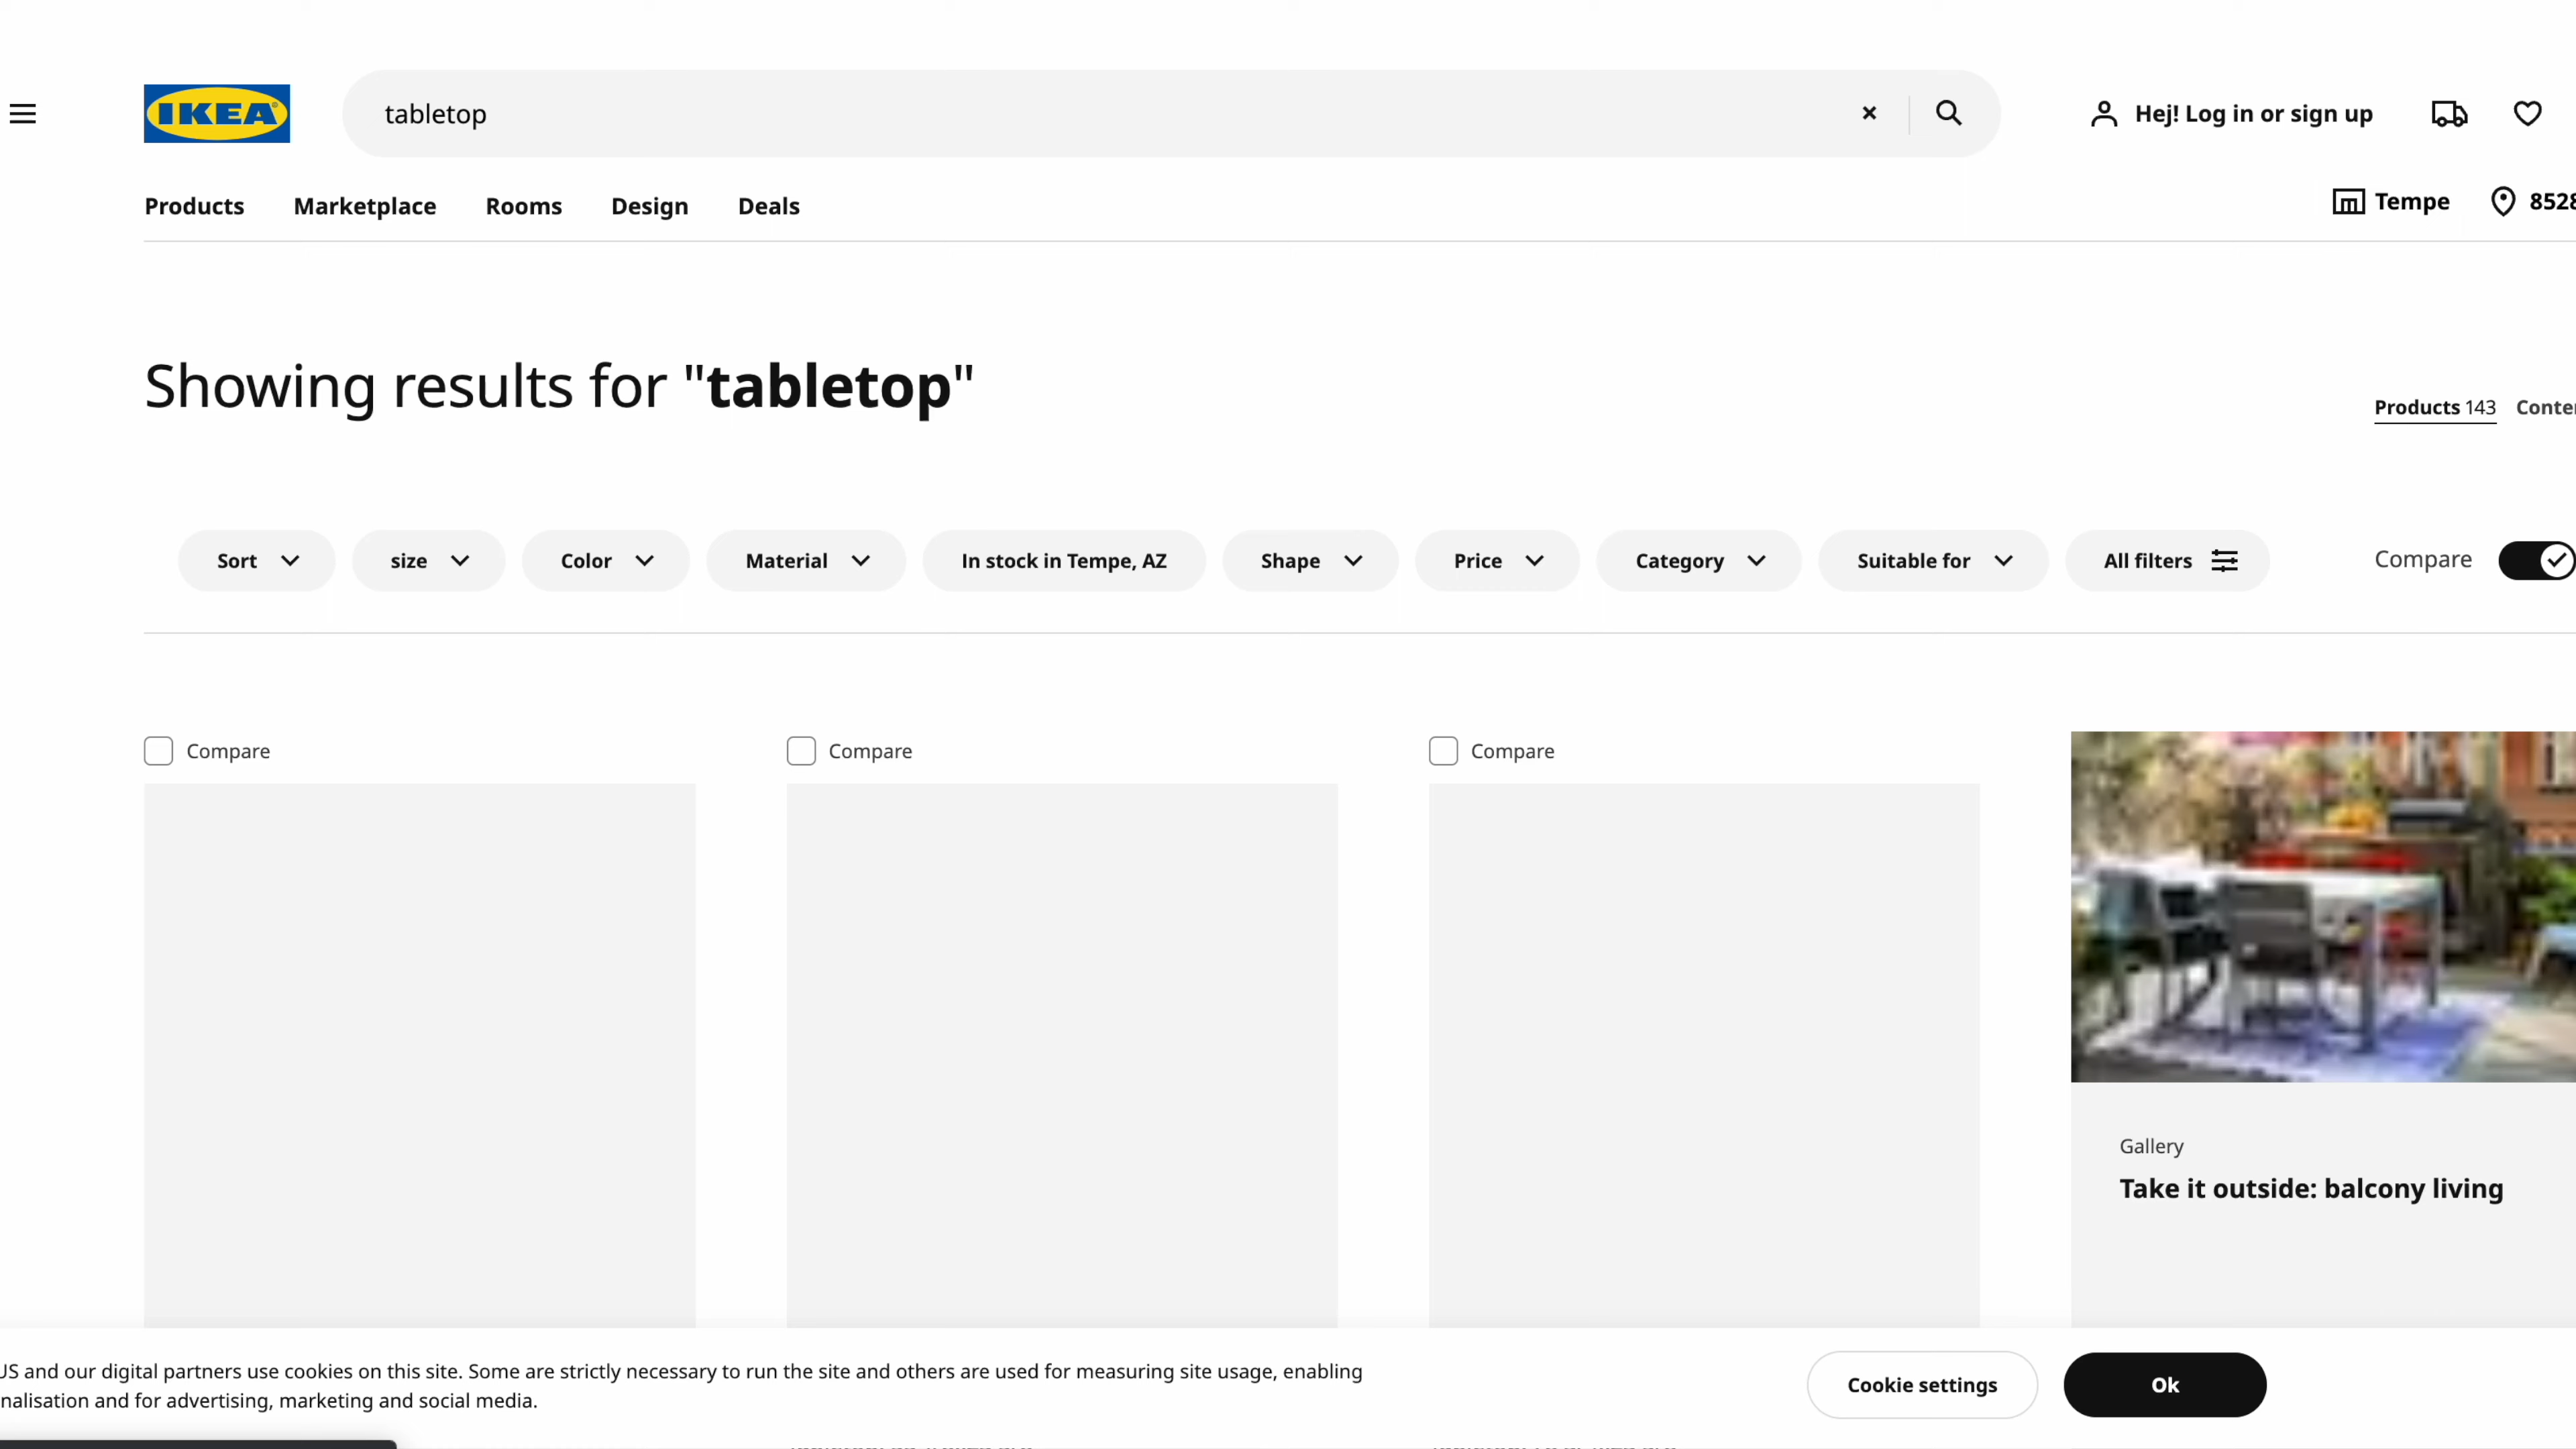 IKEA
tabletop
Hej! Log in or sign up
Products Marketplace Rooms Design Deals
Tempe
Showing results for "tabletop"
Products 143
Sort size Color Material In stock in Tempe, AZ Shape Price Category Suitable for All filters Compare
Compare Compare Compare
Gallery
Take it outside: balcony living
US and our digital partners use cookies on this site. Some are strictly necessary to run the site and others are used for measuring site usage, enabling
and for advertising, marketing and social media.
Cookie settings Ok